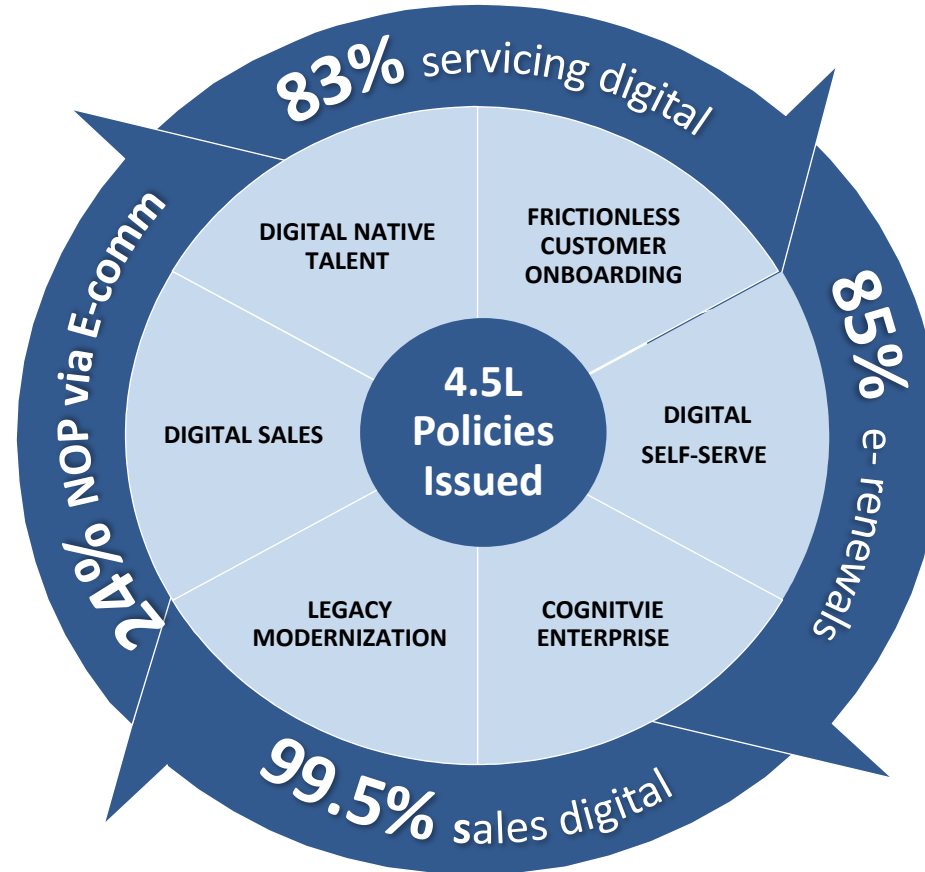 83% servicing digital
85% e- renewals
99.5% sales digital
24% NOP via E-comm
DIGITAL NATIVE
TALENT
FRICTIONLESS
CUSTOMER
ONBOARDING
DIGITAL SALES
4.5L
Policies
Issued
DIGITAL
SELF-SERVE
LEGACY
MODERNIZATION
COGNITVIE
ENTERPRISE